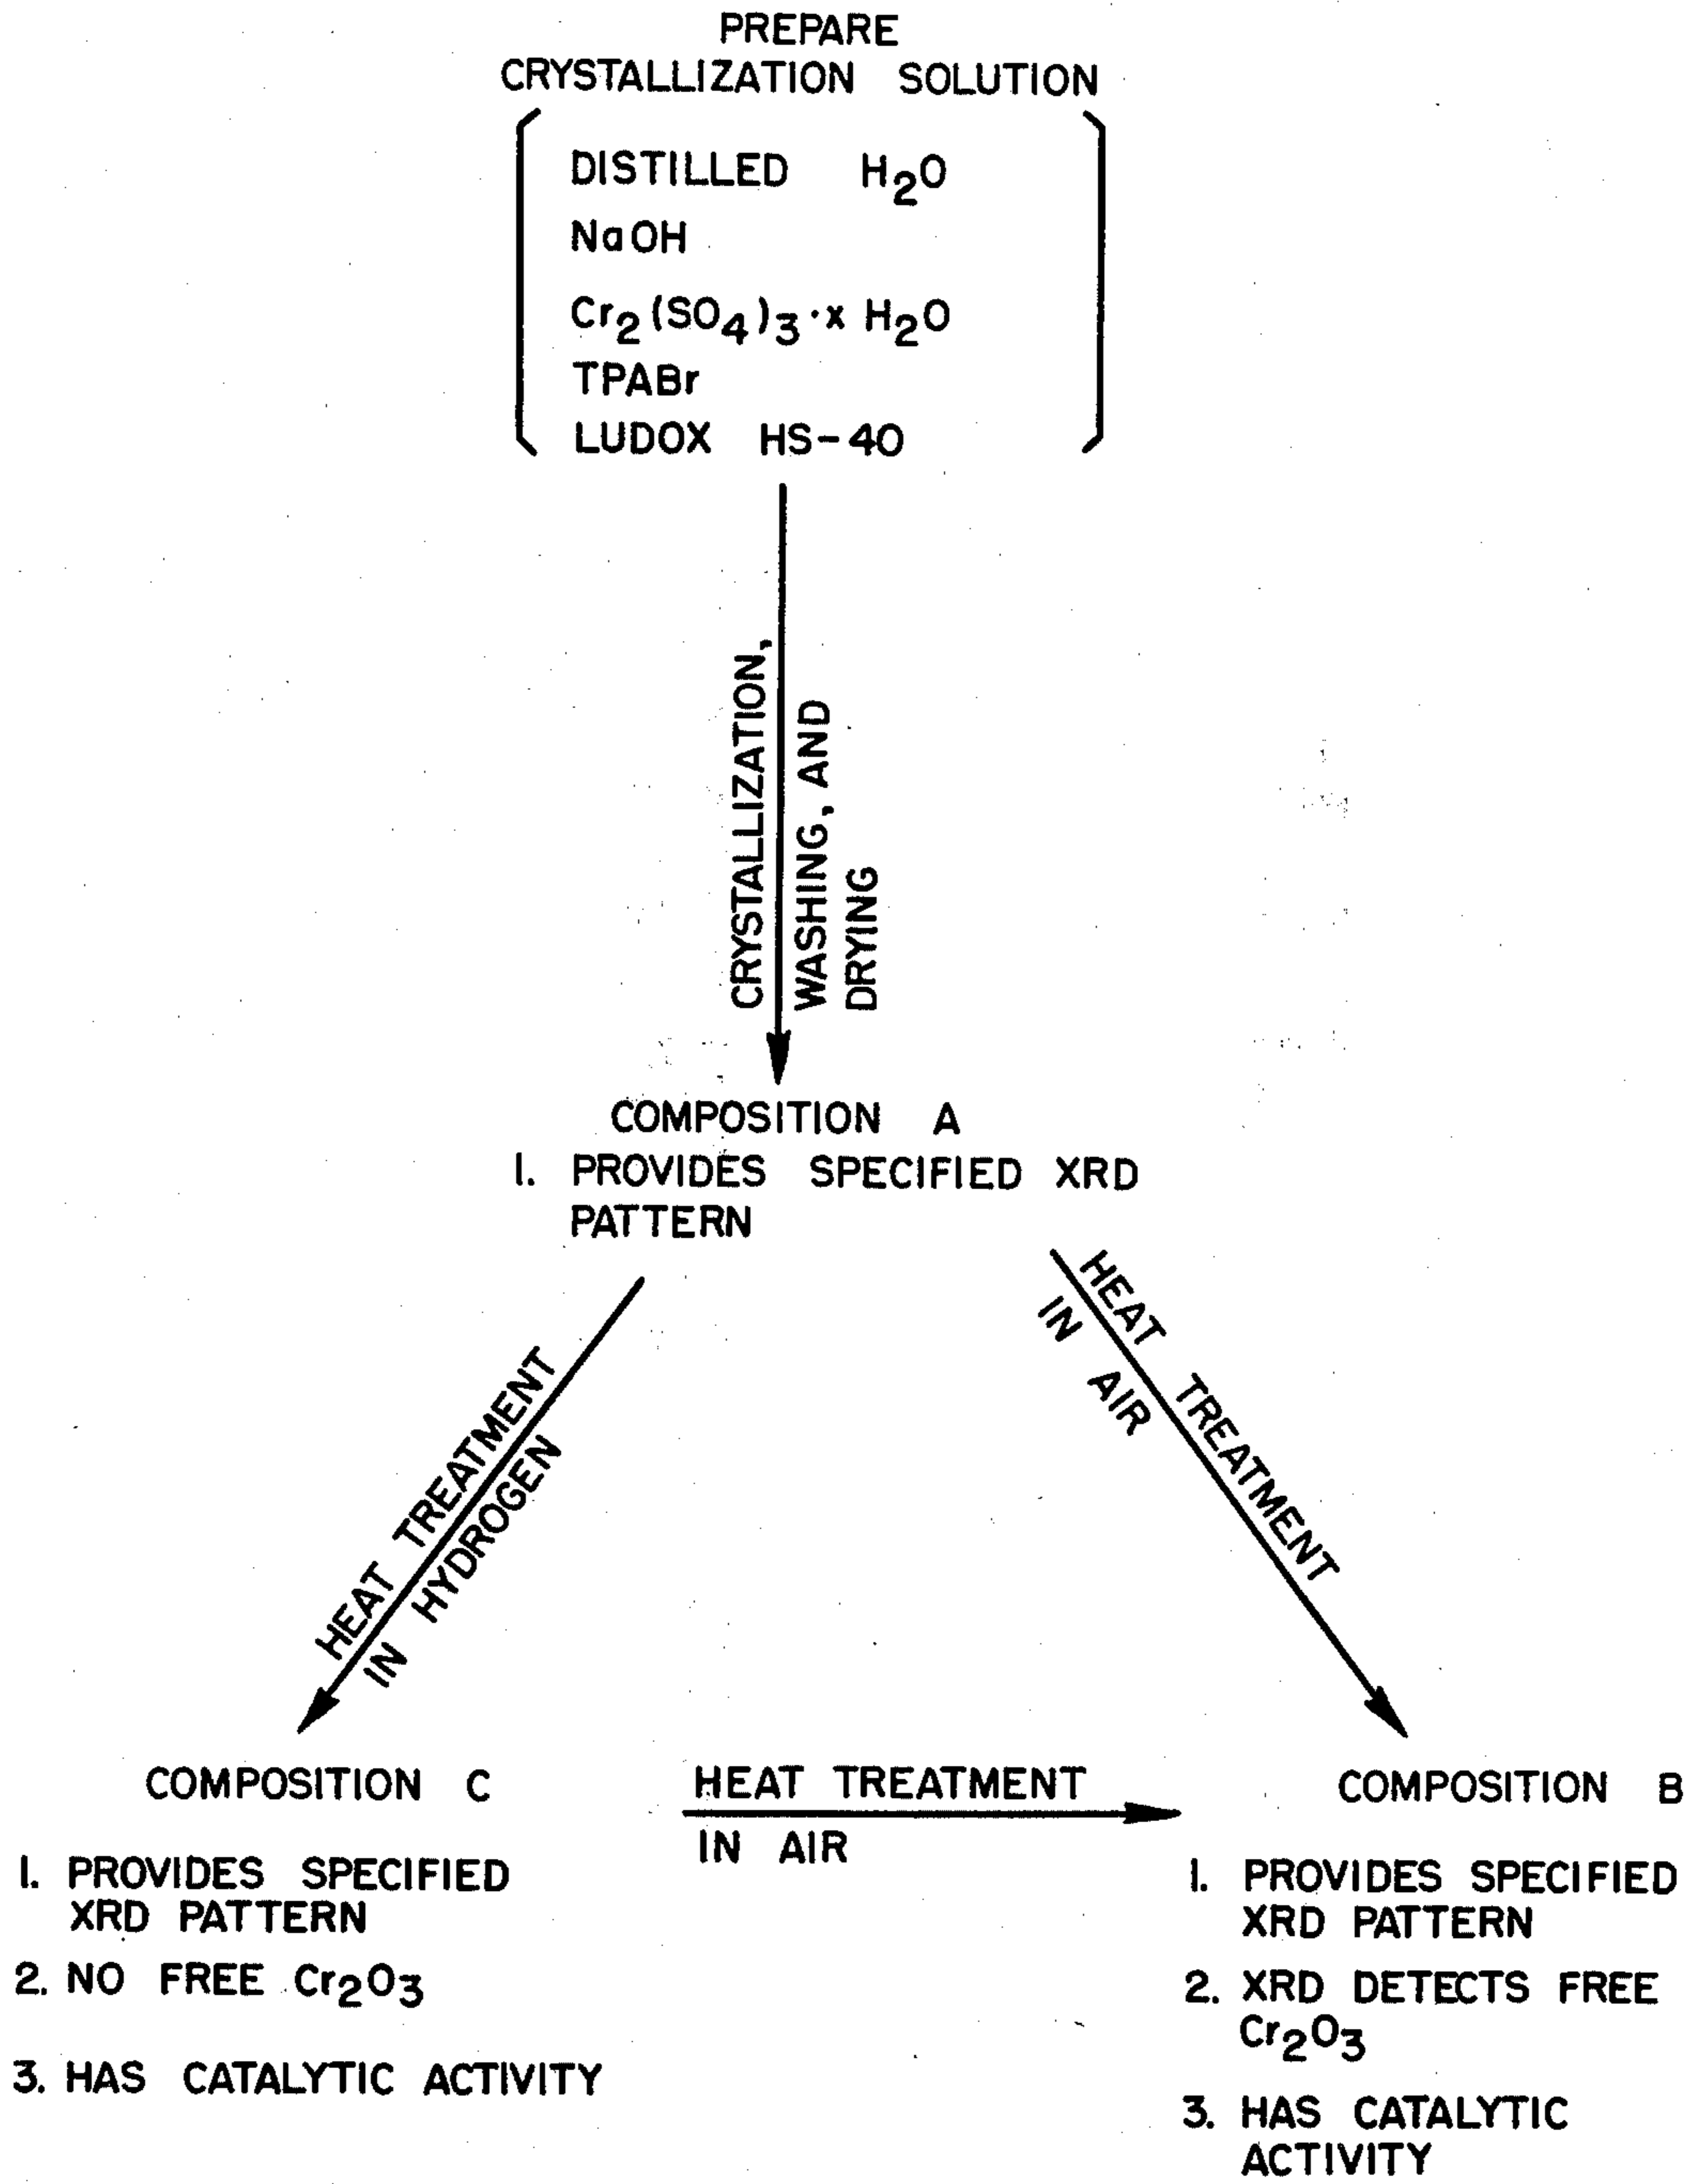 PREPARE
CRYSTALLIZATION SOLUTION
DISTILLED H2O
NaOH
Cr2(SO4)3·x H2O
TPABr
LUDOX HS-40
CRYSTALLIZATION,
WASHING, AND
DRYING
COMPOSITION A
1. PROVIDES SPECIFIED XRD
PATTERN
HEAT TREATMENT
IN HYDROGEN
HEAT TREATMENT
IN AIR
COMPOSITION C
HEAT TREATMENT
IN AIR
COMPOSITION B
1. PROVIDES SPECIFIED
XRD PATTERN
2. NO FREE Cr2O3
3. HAS CATALYTIC ACTIVITY
1. PROVIDES SPECIFIED
XRD PATTERN
2. XRD DETECTS FREE
Cr2O3
3. HAS CATALYTIC
ACTIVITY